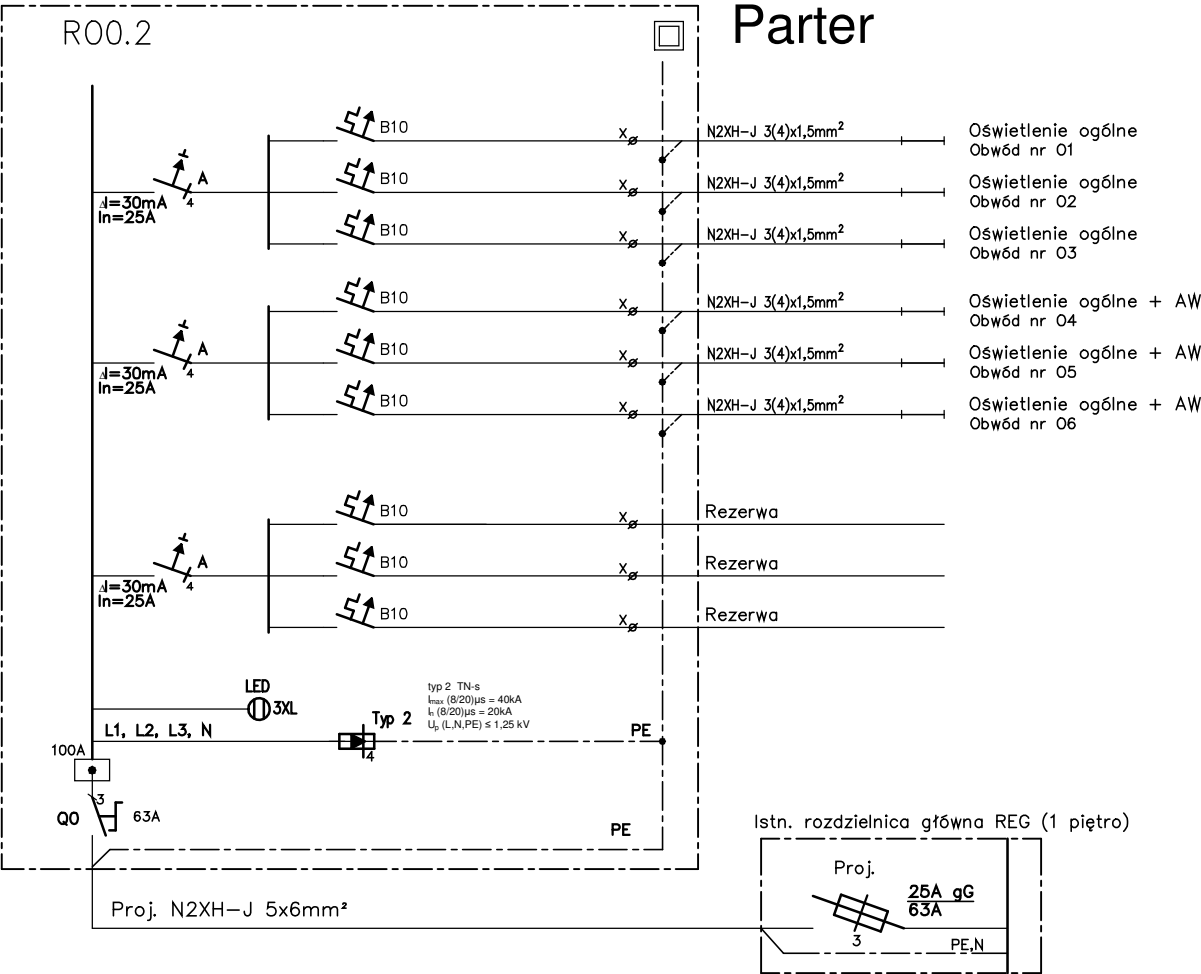 R00.2
Parter
B10
X
N2XH-J 3(4)x1,5mm²
Oświetlenie ogólne
Obwód nr 01
A
4
ΔI=30mA
In=25A
B10
X
N2XH-J 3(4)x1,5mm²
Oświetlenie ogólne
Obwód nr 02
B10
X
N2XH-J 3(4)x1,5mm²
Oświetlenie ogólne
Obwód nr 03
B10
X
N2XH-J 3(4)x1,5mm²
Oświetlenie ogólne + AW
Obwód nr 04
A
4
ΔI=30mA
In=25A
B10
X
N2XH-J 3(4)x1,5mm²
Oświetlenie ogólne + AW
Obwód nr 05
B10
X
N2XH-J 3(4)x1,5mm²
Oświetlenie ogólne + AW
Obwód nr 06
B10
X
Rezerwa
A
4
ΔI=30mA
In=25A
B10
X
Rezerwa
B10
X
Rezerwa
LED
3XL
typ 2 TN-s
Imax (8/20)µs = 40kA
In (8/20)µs = 20kA
Up (L,N,PE) ≤ 1,25 kV
L1, L2, L3, N
Typ 2
4
PE
100A
3
Q0
63A
PE
Istn. rozdzielnica główna REG (1 piętro)
Proj.
25A gG
63A
3
PE,N
Proj. N2XH-J 5x6mm²